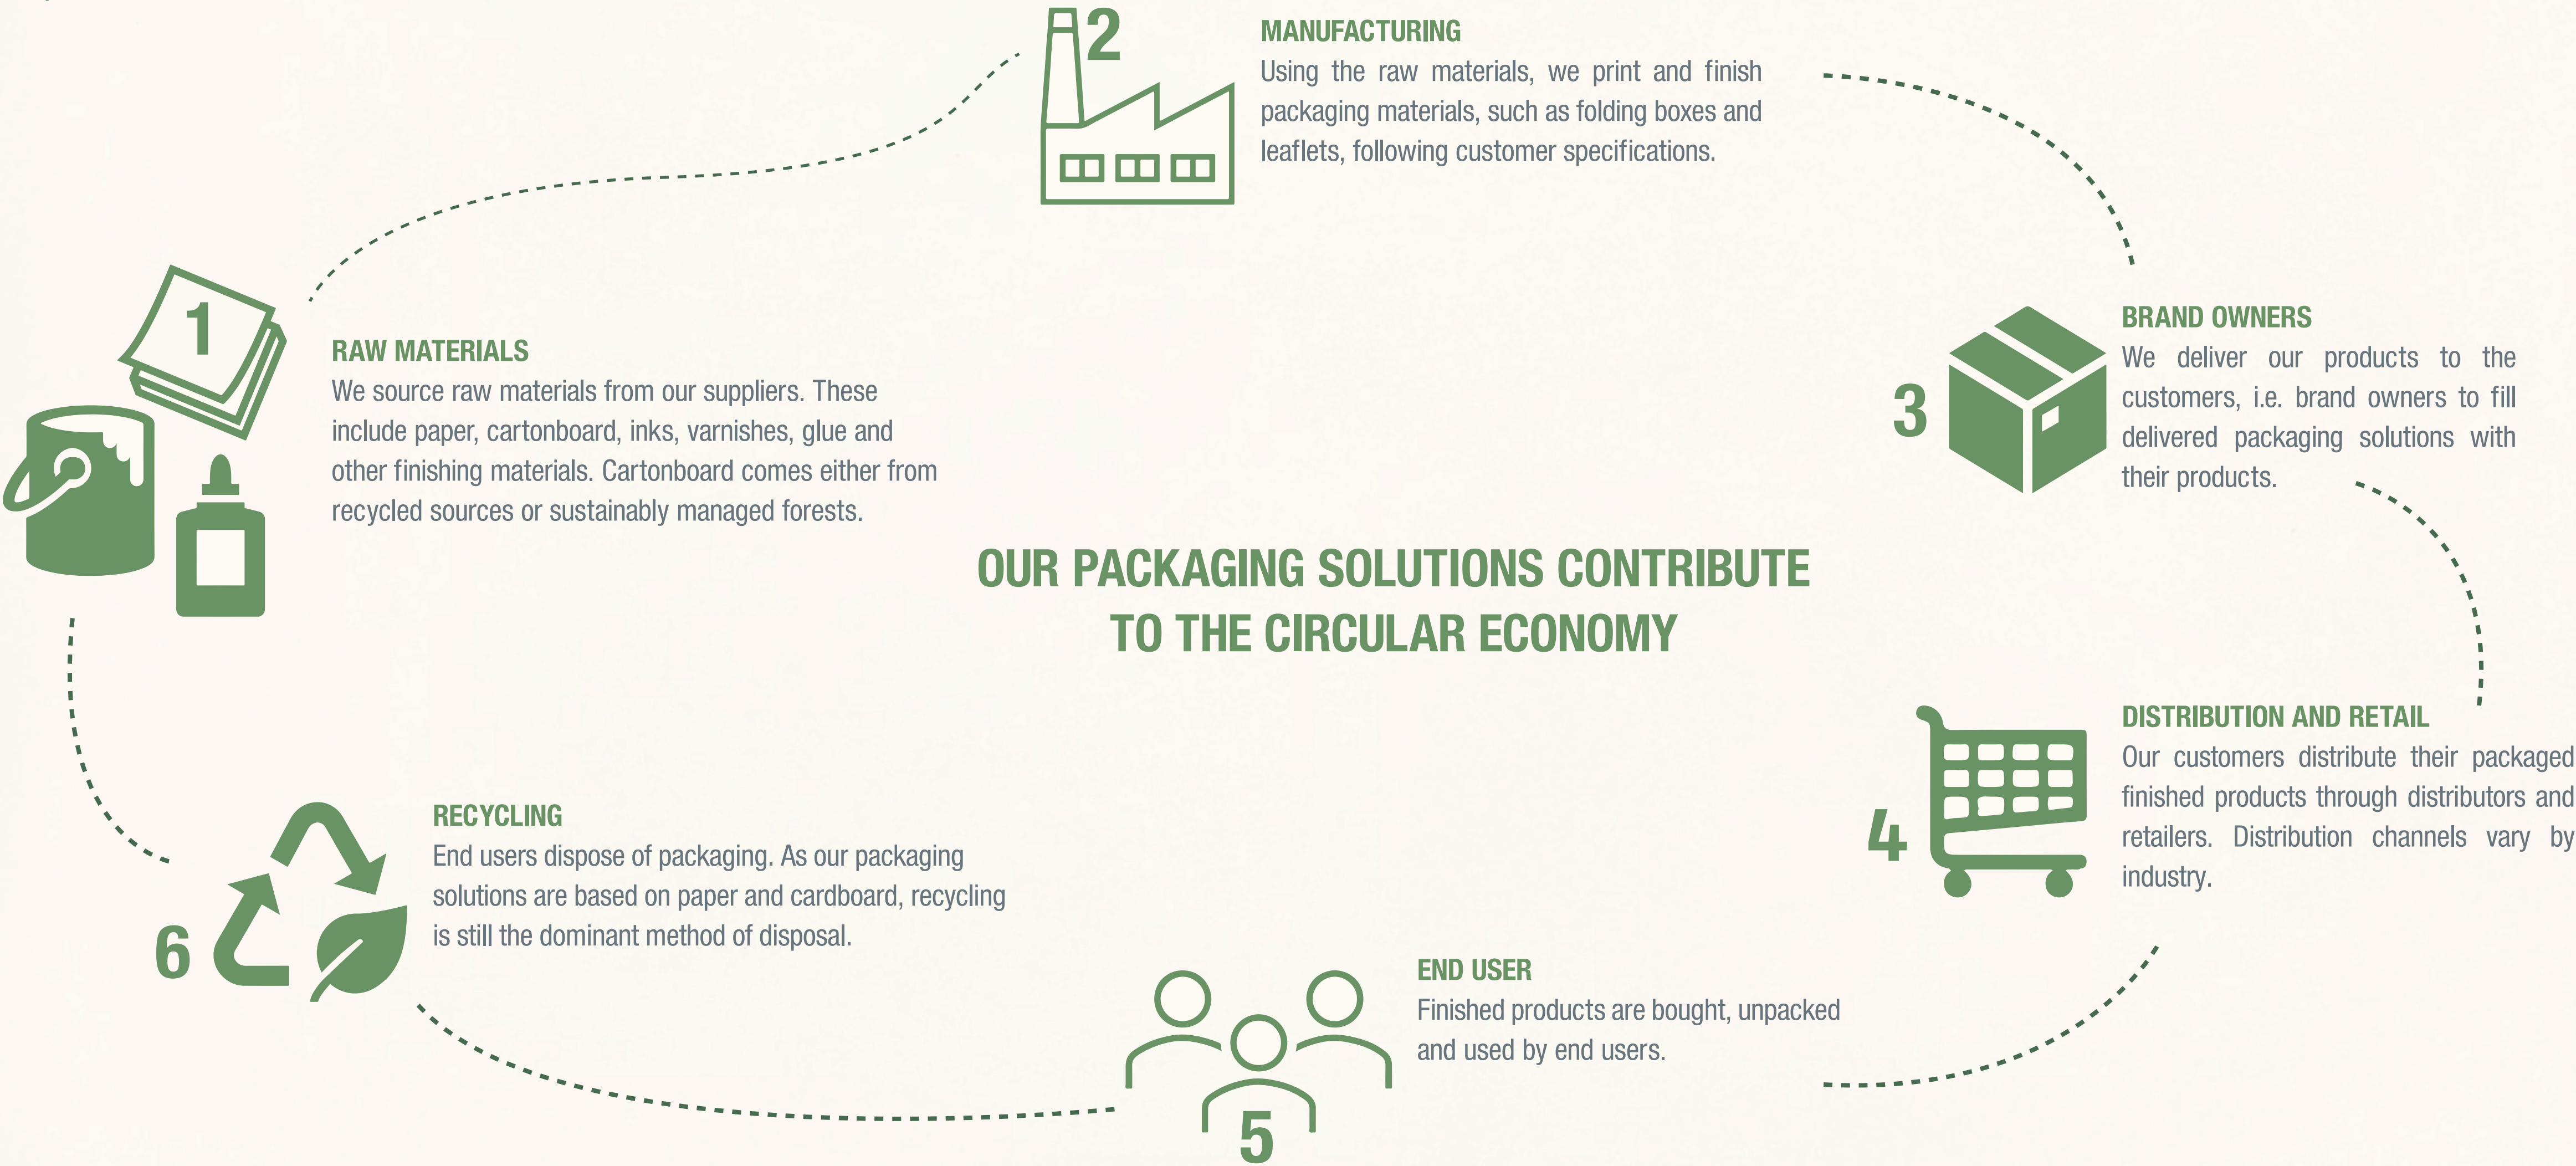 1
RAW MATERIALS
We source raw materials from our suppliers. These
include paper, cartonboard, inks, varnishes, glue and
other finishing materials. Cartonboard comes either from
recycled sources or sustainably managed forests.
2
MANUFACTURING
Using the raw materials, we print and finish
packaging materials, such as folding boxes and
leaflets, following customer specifications.
3
BRAND OWNERS
We deliver our products to the
customers, i.e. brand owners to fill
delivered packaging solutions with
their products.
OUR PACKAGING SOLUTIONS CONTRIBUTE
TO THE CIRCULAR ECONOMY
4
DISTRIBUTION AND RETAIL
Our customers distribute their packaged
finished products through distributors and
retailers. Distribution channels vary by
industry.
5
END USER
Finished products are bought, unpacked
and used by end users.
6
RECYCLING
End users dispose of packaging. As our packaging
solutions are based on paper and cardboard, recycling
is still the dominant method of disposal.